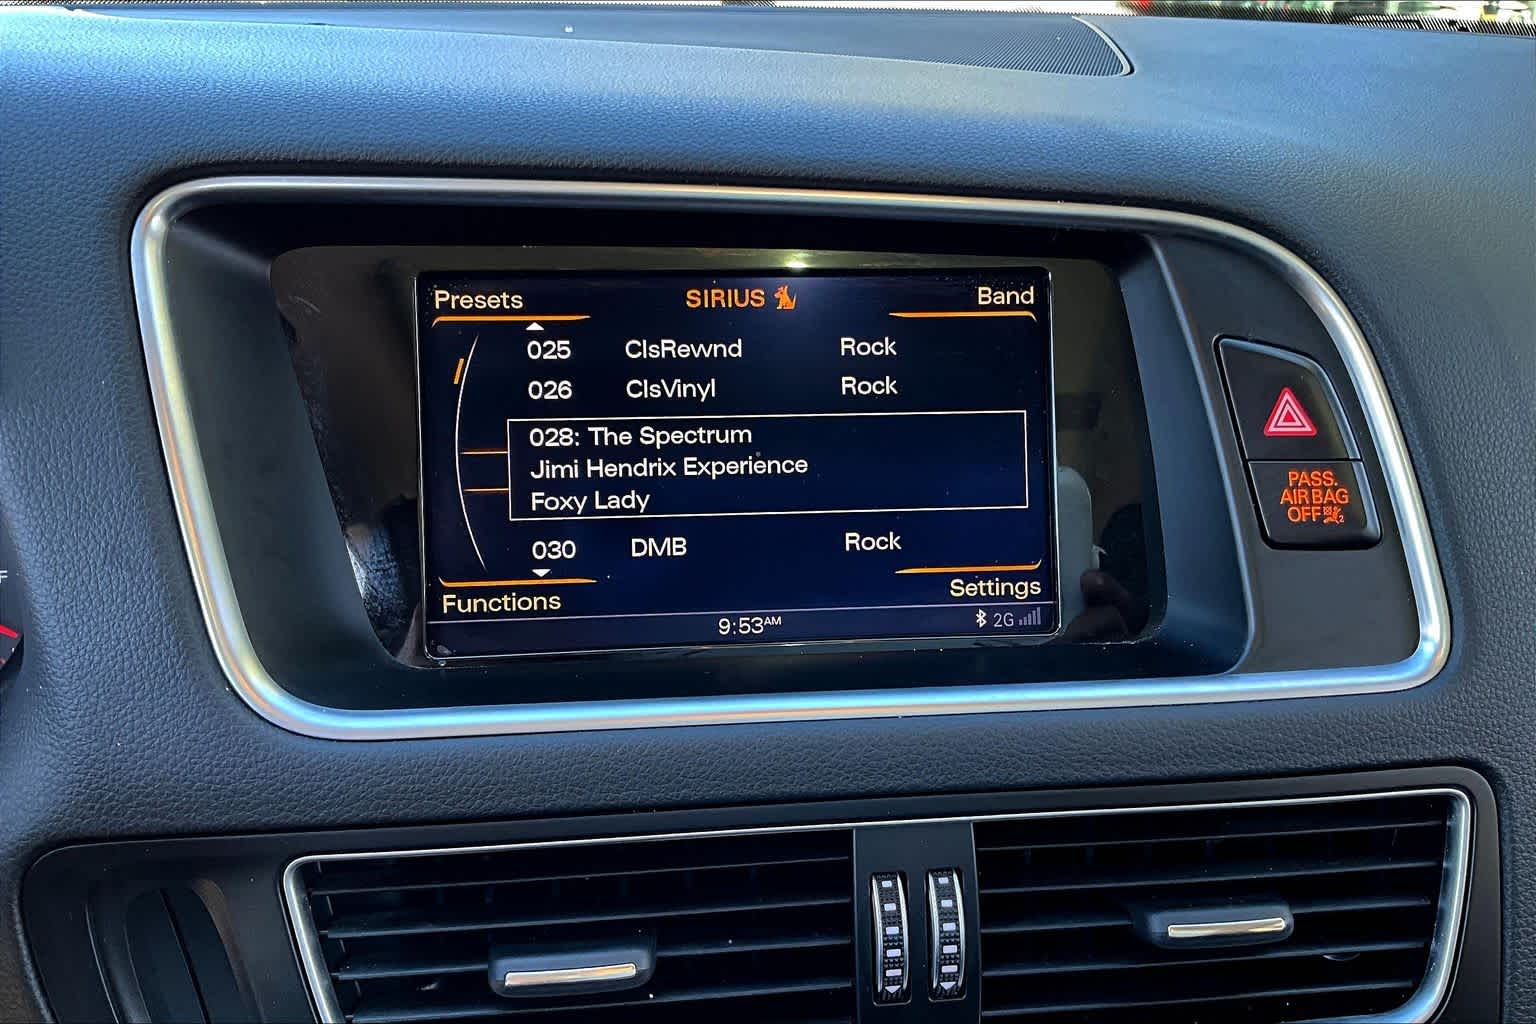 Presets SIRIUS Band
025 ClsRewnd Rock
026 ClsVinyl Rock
028: The Spectrum
Jimi Hendrix Experience
Foxy Lady
030 DMB Rock
Functions Settings
9:53AM 2G
PASS.
AIR BAG
OFF 2
F